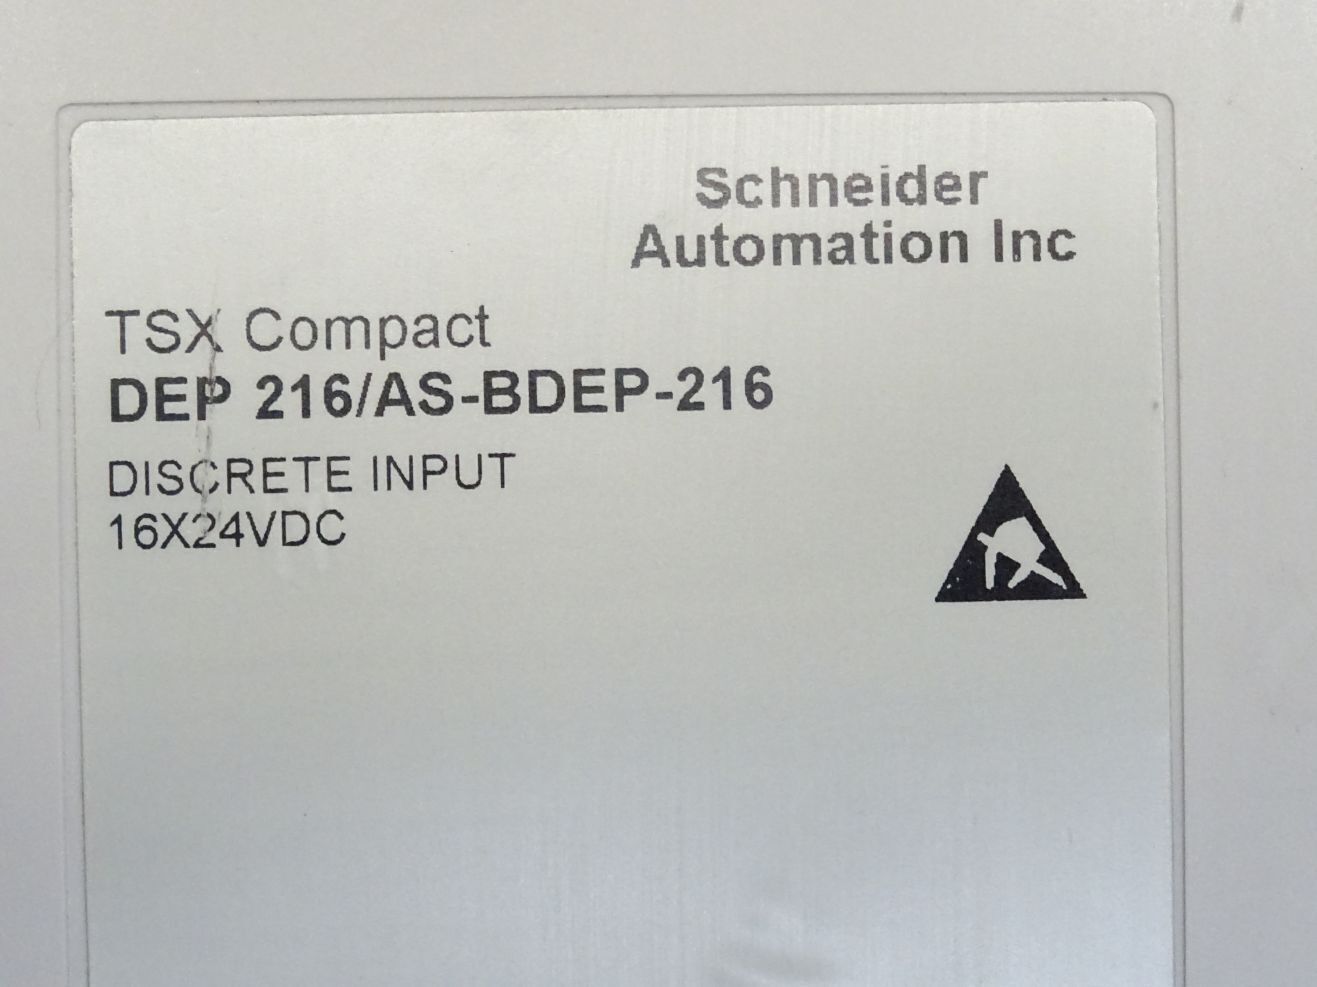 Schneider
Automation Inc
TSX Compact
DEP 216/AS-BDEP-216
DISCRETE INPUT
16X24VDC